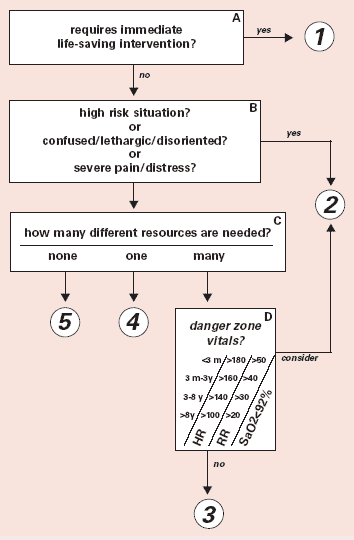 A
requires immediate
life-saving intervention?
yes
1
no
B
high risk situation?
or
confused/lethargic/disoriented?
or
severe pain/distress?
yes
2
C
how many different resources are needed?
none one many
5 4
D
danger zone
vitals?
<3 m >180 >50
3 m-3y >160 >40
3-8 y >140 >30
>8y >100 >20
HR RR SaO2<92%
consider
no
3